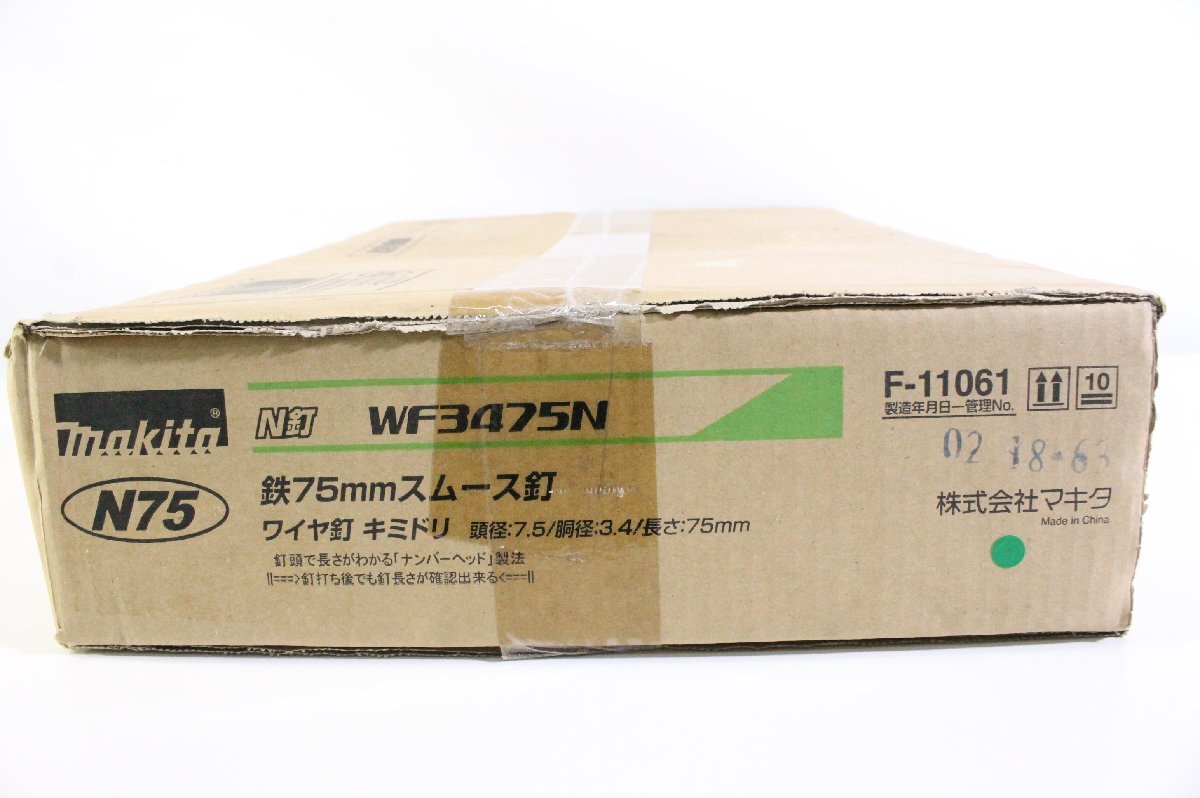 makita®
N75
N釘 WF3475N
鉄75mmスムース釘
ワイヤ釘 キミドリ 頭径:7.5/胴径:3.4/長さ:75mm
釘頭で長さがわかる「ナンバーヘッド」製法
||===>釘打ち後でも釘長さが確認出来る<===||
F-11061
製造年月日―管理No.
10
02 18-6
株式会社マキタ
Made in China